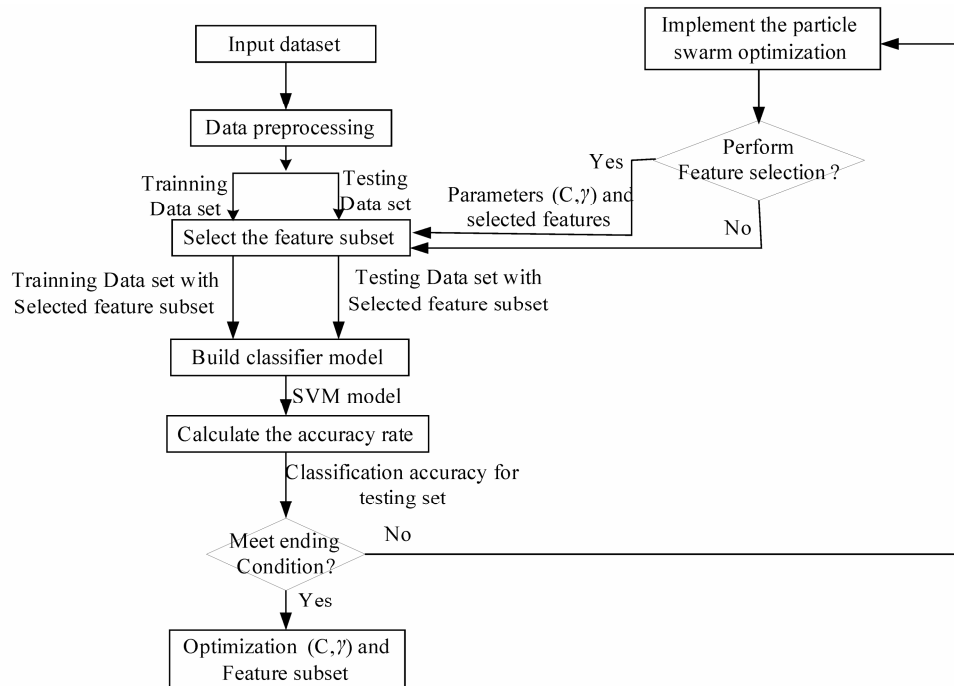 Input dataset
Implement the particle
swarm optimization
Data preprocessing
Perform
Feature selection ?
Yes
Trainning
Data set
Testing
Data set
Parameters (C,γ) and
selected features
No
Select the feature subset
Trainning Data set with
Selected feature subset
Testing Data set with
Selected feature subset
Build classifier model
SVM model
Calculate the accuracy rate
Classification accuracy for
testing set
Meet ending
Condition?
No
Yes
Optimization (C,γ) and
Feature subset